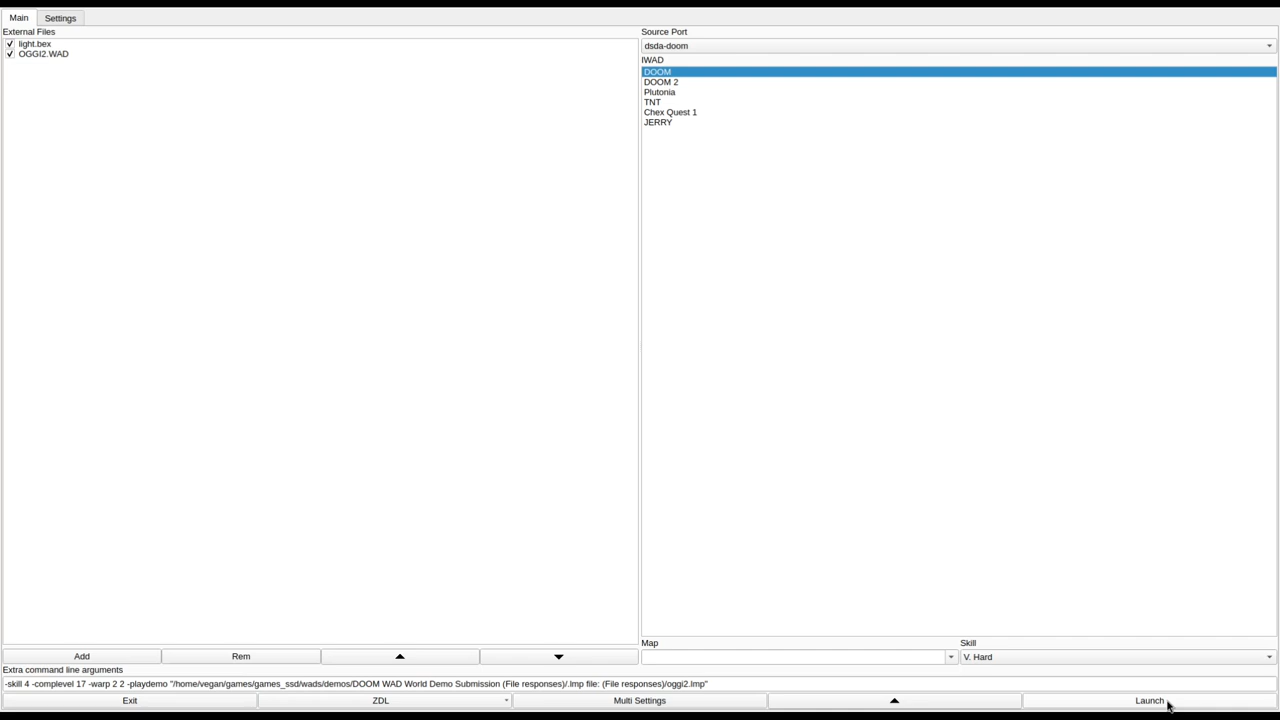 Main Settings
External Files
light.bex
OGGI2.WAD
Source Port
dsda-doom
IWAD
DOOM
DOOM 2
Plutonia
TNT
Chex Quest 1
JERRY
Map Skill
V. Hard
Add Rem
Extra command line arguments
-skill 4 -complevel 17 -warp 2 2 -playdemo "/home/vegan/games/games_ssd/wads/demos/DOOM WAD World Demo Submission (File responses)/.lmp file: (File responses)/oggi2.lmp"
Exit ZDL Multi Settings Launch